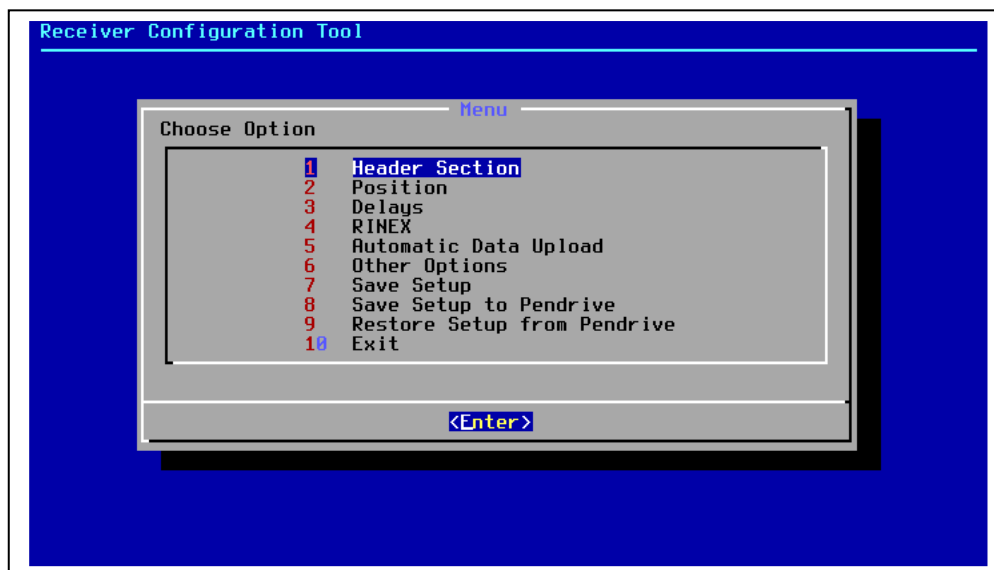 Receiver Configuration Tool
Menu
Choose Option
1 Header Section
2 Position
3 Delays
4 RINEX
5 Automatic Data Upload
6 Other Options
7 Save Setup
8 Save Setup to Pendrive
9 Restore Setup from Pendrive
10 Exit
<Enter>